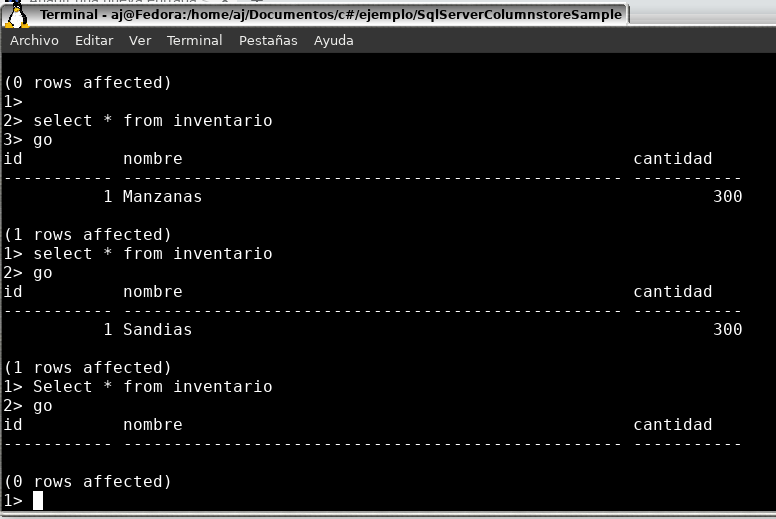 Terminal - aj@Fedora:/home/aj/Documentos/c#/ejemplo/SqlServerColumnstoreSample
Archivo Editar Ver Terminal Pestañas Ayuda
(0 rows affected)
1>
2> select * from inventario
3> go
id nombre cantidad
----------- -------------------------------------------------- -----------
1 Manzanas 300
(1 rows affected)
1> select * from inventario
2> go
id nombre cantidad
----------- -------------------------------------------------- -----------
1 Sandias 300
(1 rows affected)
1> Select * from inventario
2> go
id nombre cantidad
----------- -------------------------------------------------- -----------
(0 rows affected)
1>